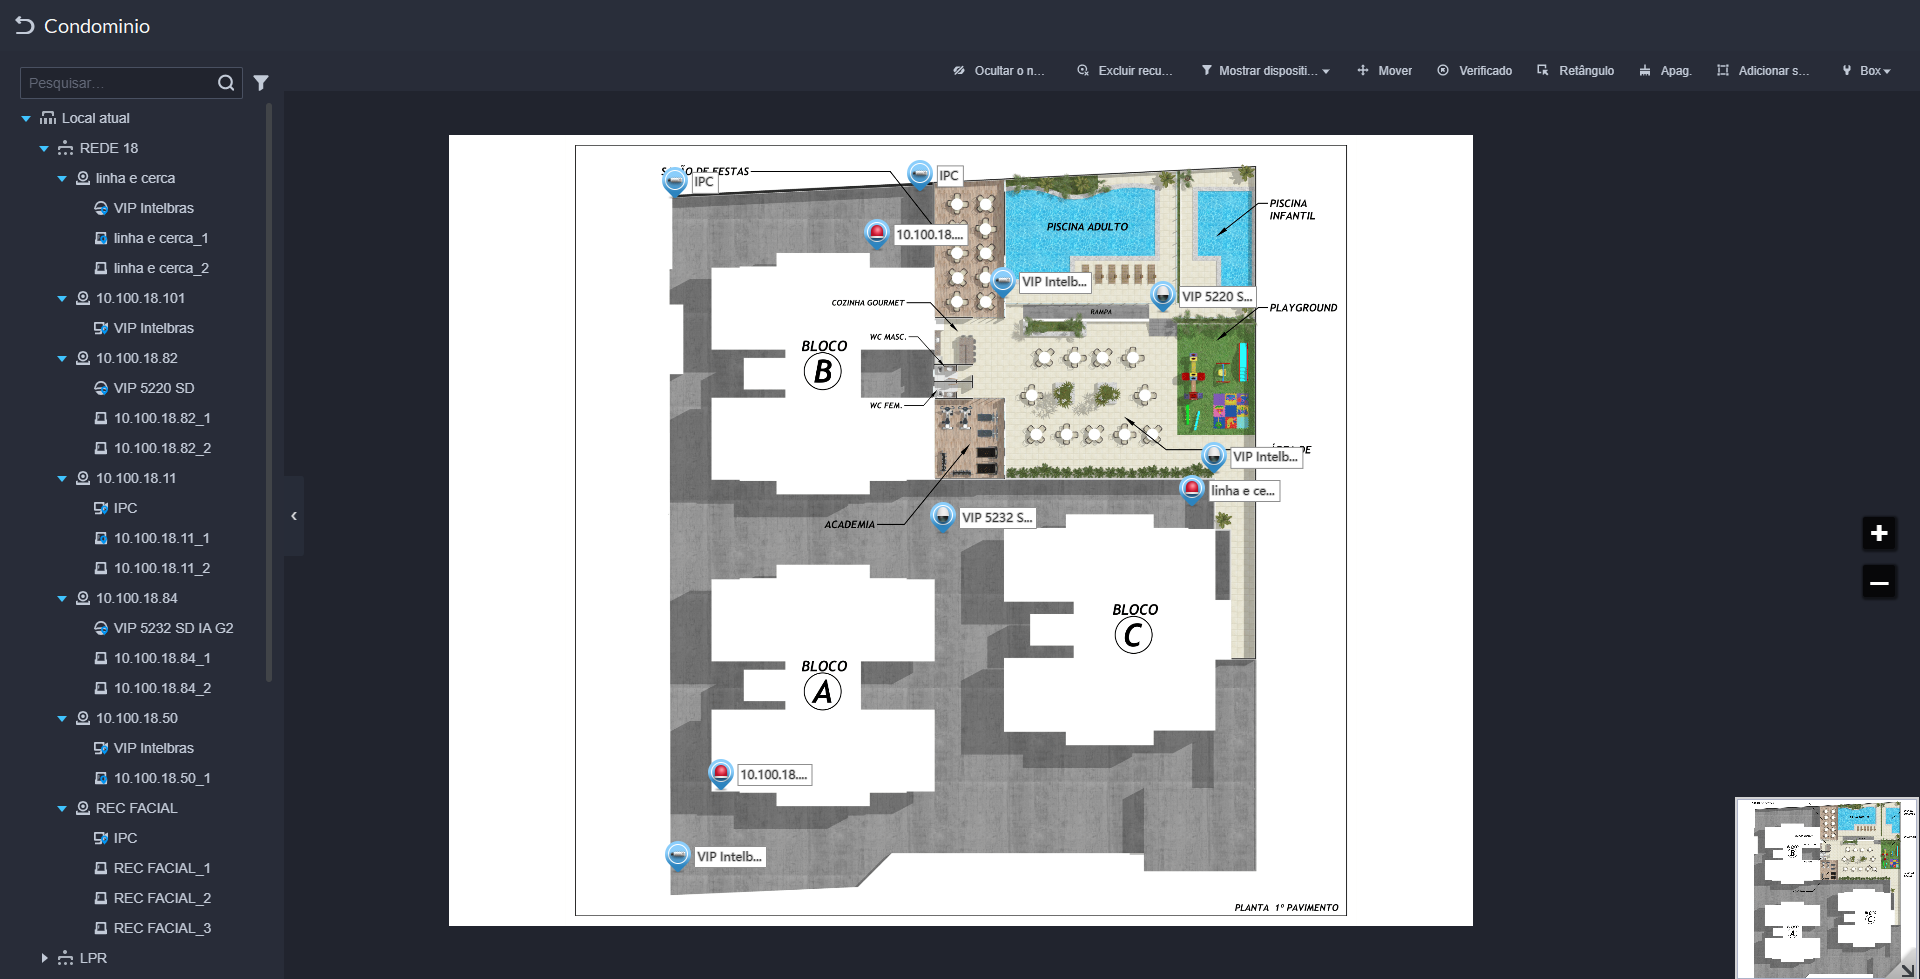 Condominio
Ocultar o n...
Excluir recu...
Mostrar dispositi...
Mover
Verificado
Retângulo
Apag.
Adicionar s...
Box
Pesquisar...
Local atual
REDE 18
linha e cerca
VIP Intelbras
linha e cerca_1
linha e cerca_2
10.100.18.101
VIP Intelbras
10.100.18.82
VIP 5220 SD
10.100.18.82_1
10.100.18.82_2
10.100.18.11
IPC
10.100.18.11_1
10.100.18.11_2
10.100.18.84
VIP 5232 SD IA G2
10.100.18.84_1
10.100.18.84_2
10.100.18.50
VIP Intelbras
10.100.18.50_1
REC FACIAL
IPC
REC FACIAL_1
REC FACIAL_2
REC FACIAL_3
LPR
DE FESTAS
IPC
IPC
PISCINA
INFANTIL
PISCINA ADULTO
10.100.18....
VIP Intelb...
VIP 5220 S...
COZINHA GOURMET
RAMPA
PLAYGROUND
WC MASC.
BLOCO
B
WC FEM.
VIP Intelb...
linha e ce...
ACADEMIA
VIP 5232 S...
BLOCO
C
BLOCO
A
10.100.18....
VIP Intelb...
PLANTA 1º PAVIMENTO